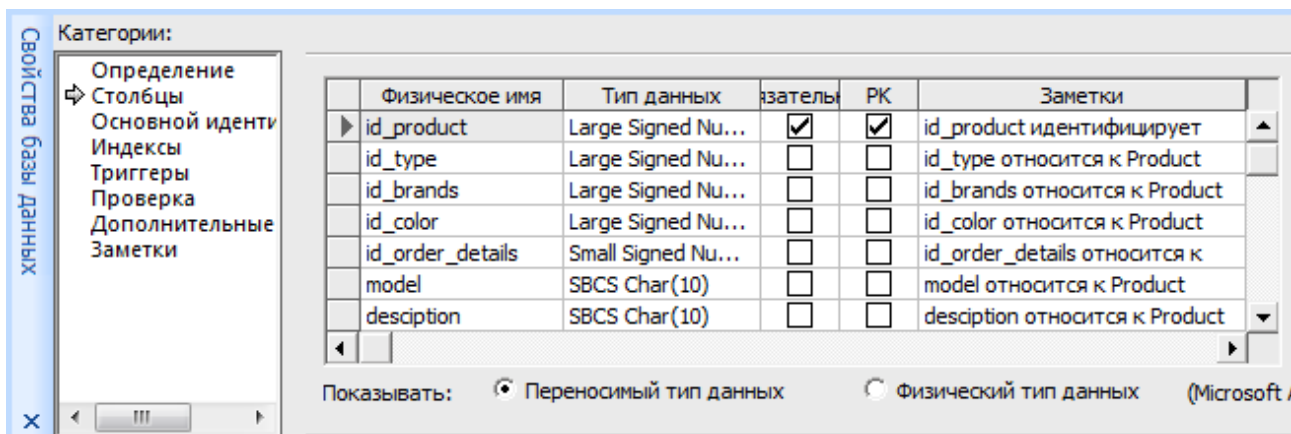 Свойства базы данных
Категории:
Определение
Столбцы
Основной иденти
Индексы
Триггеры
Проверка
Дополнительные
Заметки
Физическое имя Тип данных язательн PK Заметки
id_product Large Signed Nu... id_product идентифицирует
id_type Large Signed Nu... id_type относится к Product
id_brands Large Signed Nu... id_brands относится к Product
id_color Large Signed Nu... id_color относится к Product
id_order_details Small Signed Nu... id_order_details относится к
model SBCS Char(10) model относится к Product
desciption SBCS Char(10) desciption относится к Product
Показывать: Переносимый тип данных Физический тип данных (Microsoft